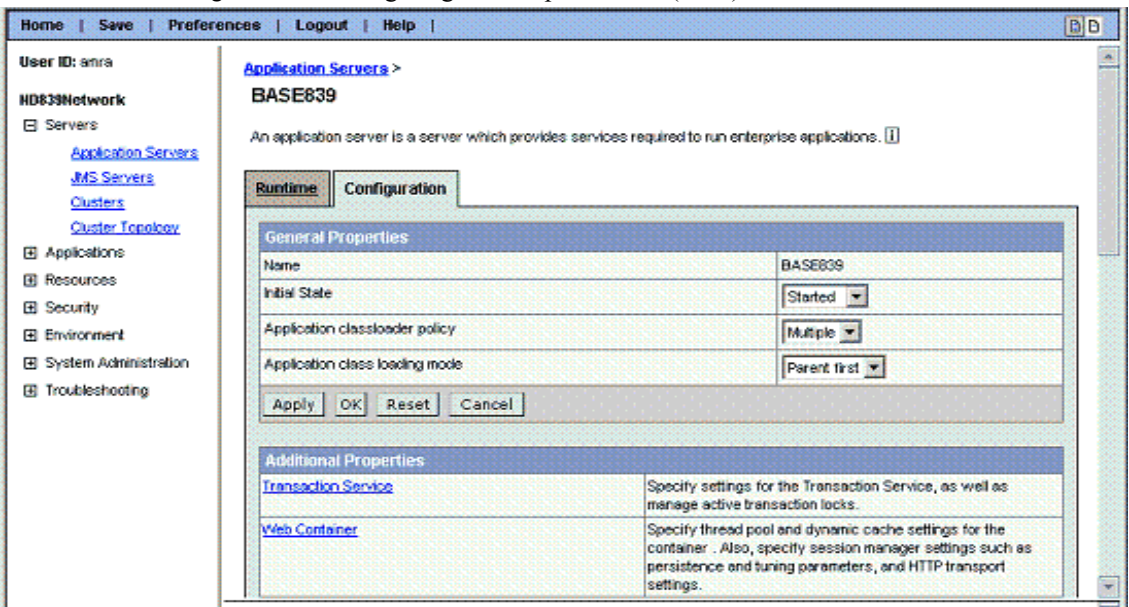 Home | Save | Preferences | Logout | Help |
User ID: amra
ND839Network
Servers
Application Servers
JMS Servers
Clusters
Cluster Topology
Applications
Resources
Security
Environment
System Administration
Troubleshooting
Application Servers >
BASE839
An application server is a server which provides services required to run enterprise applications. i
Runtime Configuration
General Properties
Name BASE839
Initial State Started
Application classloader policy Multiple
Application class loading mode Parent first
Apply OK Reset Cancel
Additional Properties
Transaction Service Specify settings for the Transaction Service, as well as
manage active transaction locks.
Web Container Specify thread pool and dynamic cache settings for the
container . Also, specify session manager settings such as
persistence and tuning parameters, and HTTP transport
settings.